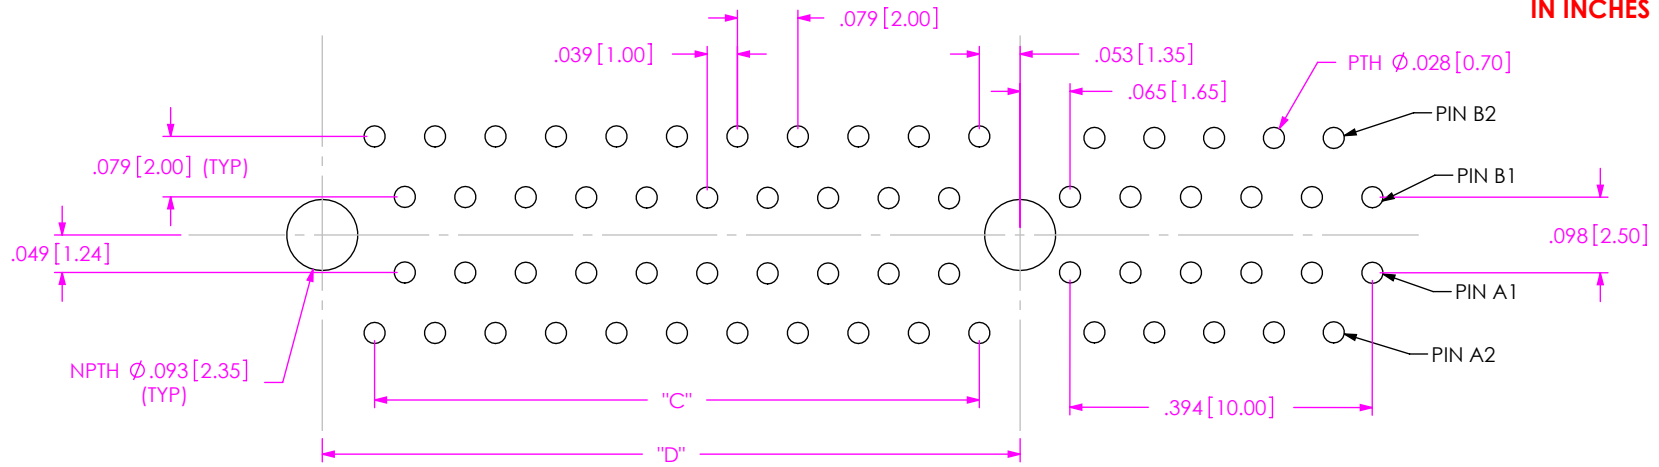 IN INCHES
.079 [2.00]
.039 [1.00]
.053 [1.35]
PTH Ø.028 [0.70]
.065 [1.65]
PIN B2
.079 [2.00] (TYP)
PIN B1
.049 [1.24]
.098 [2.50]
PIN A1
PIN A2
NPTH Ø.093 [2.35]
(TYP)
"C"
.394 [10.00]
"D"